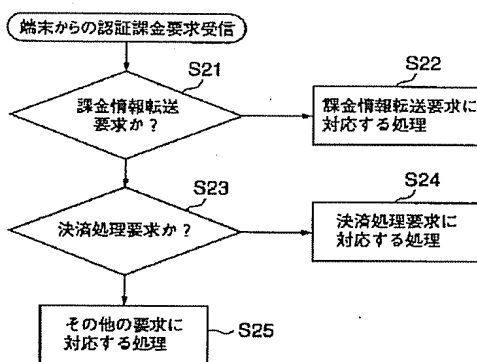 端末からの認証課金要求受信
S21
課金情報転送
要求か?
S22
課金情報転送要求に
対応する処理
S23
決済処理要求か?
S24
決済処理要求に
対応する処理
その他の要求に
対応する処理
S25